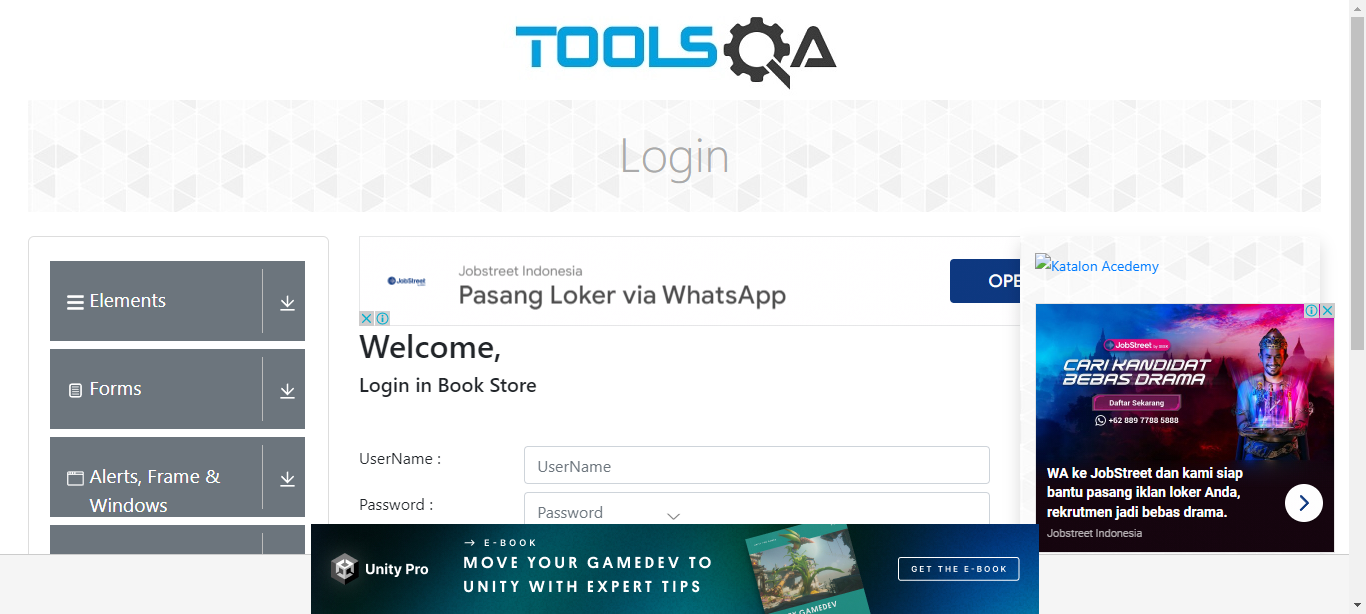 TOOLSQA
Login
Elements
Forms
Alerts, Frame &
Windows
JobStreet
Jobstreet Indonesia
Pasang Loker via WhatsApp
OPE
Welcome,
Login in Book Store
UserName :
UserName
Password :
Password
Katalon Acedemy
JobStreet by SEEK
CARI KANDIDAT
BEBAS DRAMA
Daftar Sekarang
+62 889 7788 5888
WA ke JobStreet dan kami siap
bantu pasang iklan loker Anda,
rekrutmen jadi bebas drama.
Jobstreet Indonesia
Unity Pro
→ E-BOOK
MOVE YOUR GAMEDEV TO
UNITY WITH EXPERT TIPS
GAMEDEV
GET THE E-BOOK